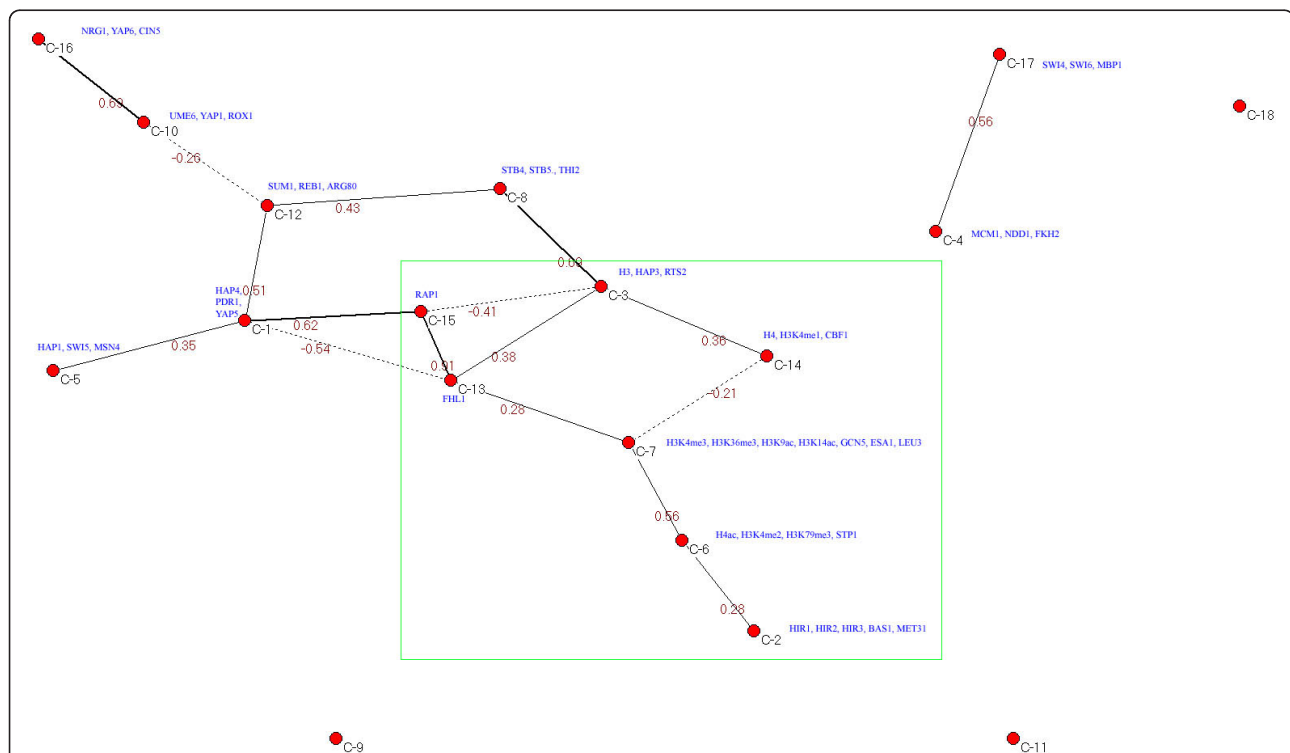 NRG1, YAP6, CIN5
C-16
C-17
SWI4, SWI6, MBP1
0.69
C-18
UME6, YAP1, ROX1
C-10
0.56
-0.26
STB4, STB5., THI2
SUM1, REB1, ARG80
C-8
C-12
0.43
MCM1, NDD1, FKH2
C-4
H3, HAP3, RTS2
HAP4,
PDR1,
YAP5
0.51
RAP1
C-3
-0.41
C-15
C-1
0.62
H4, H3K4me1, CBF1
0.36
HAP1, SWI5, MSN4
0.35
-0.54
0.38
C-14
0.91
C-5
C-13
-0.21
FHL1
0.28
C-7
H3K4me3, H3K36me3, H3K9ac, H3K14ac, GCN5, ESA1, LEU3
0.56
H4ac, H3K4me2, H3K79me3, STP1
C-6
0.28
HIR1, HIR2, HIR3, BAS1, MET31
C-2
C-9
C-11